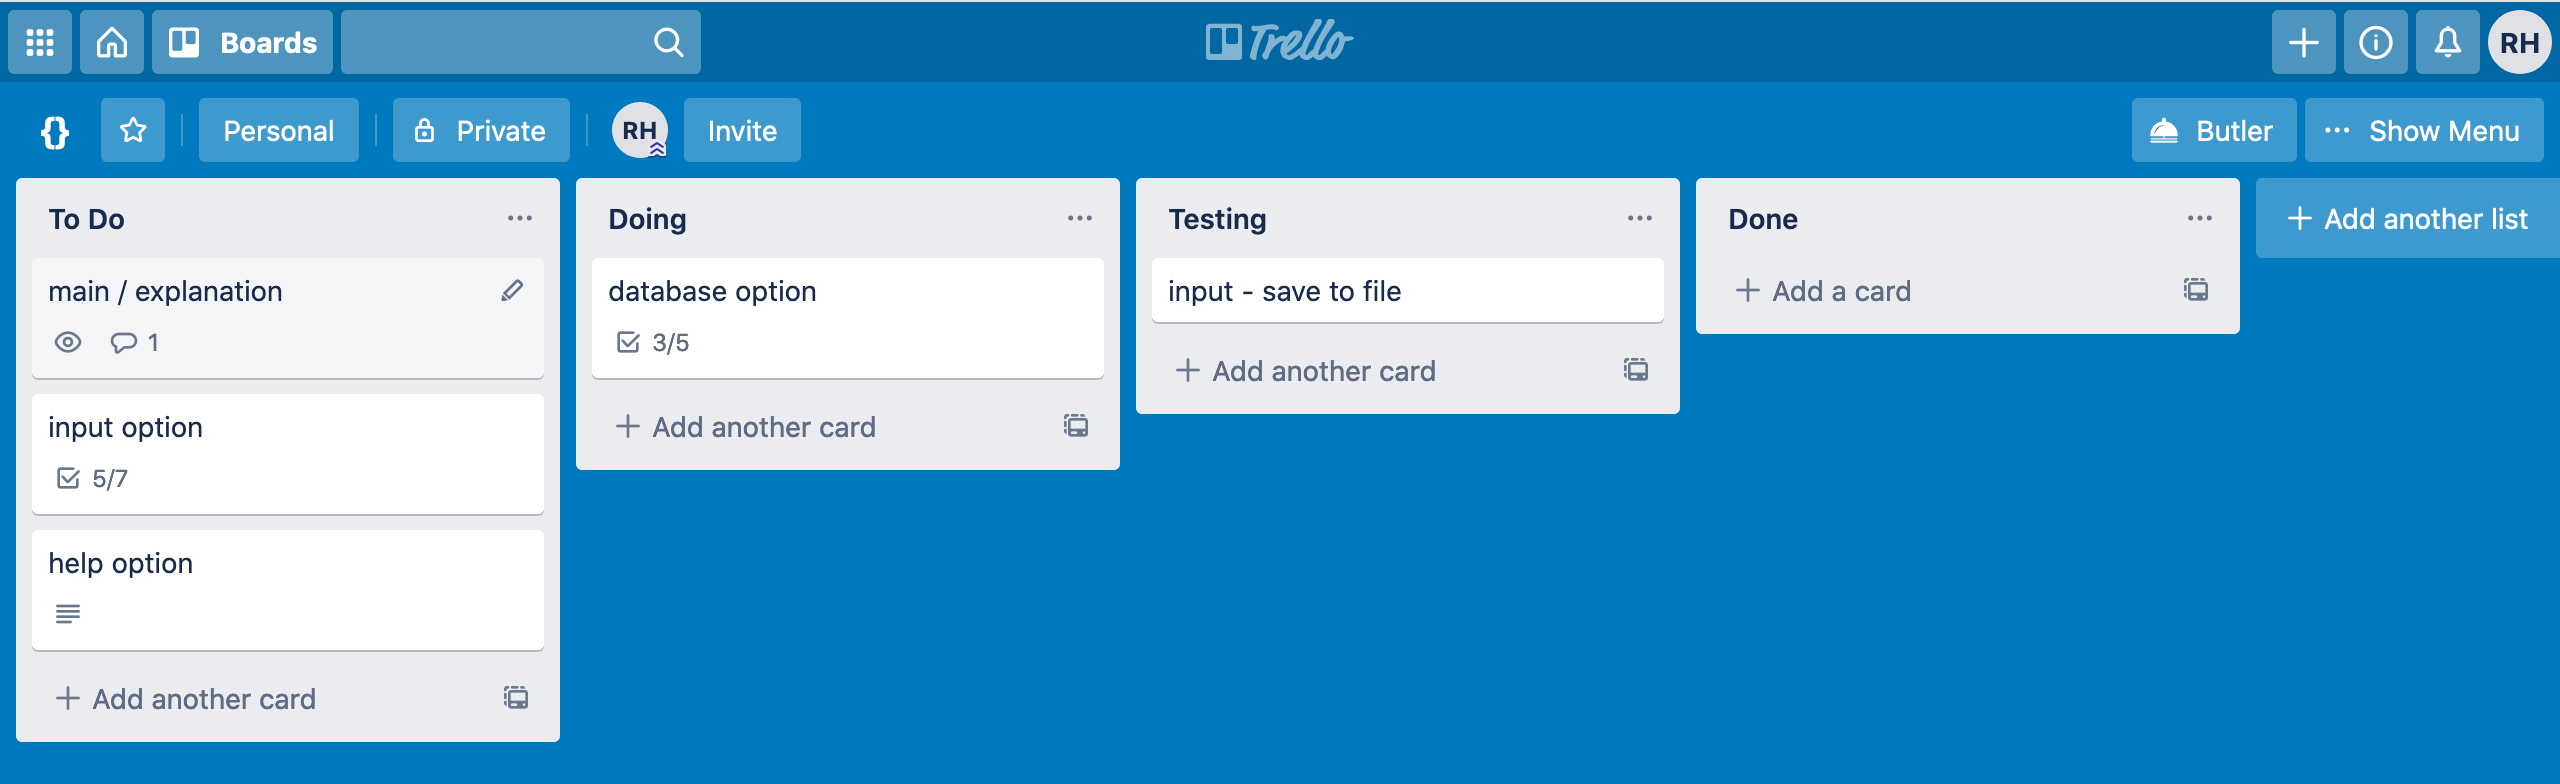 Boards
Trello
RH
{}
Personal
Private
RH
Invite
Butler
Show Menu
To Do
main / explanation
1
input option
5/7
help option
Add another card
Doing
database option
3/5
Add another card
Testing
input - save to file
Add another card
Done
Add a card
Add another list